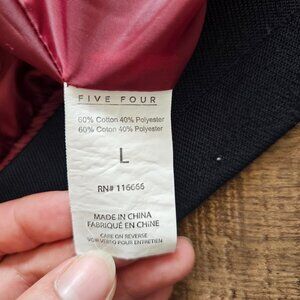 FIVE FOUR
60% Cotton 40% Polyester
60% Coton 40% Polyester
L
RN# 116666
MADE IN CHINA
FABRIQUÉ EN CHINE
CARE ON REVERSE
VOIR VERSO POUR ENTRETIEN